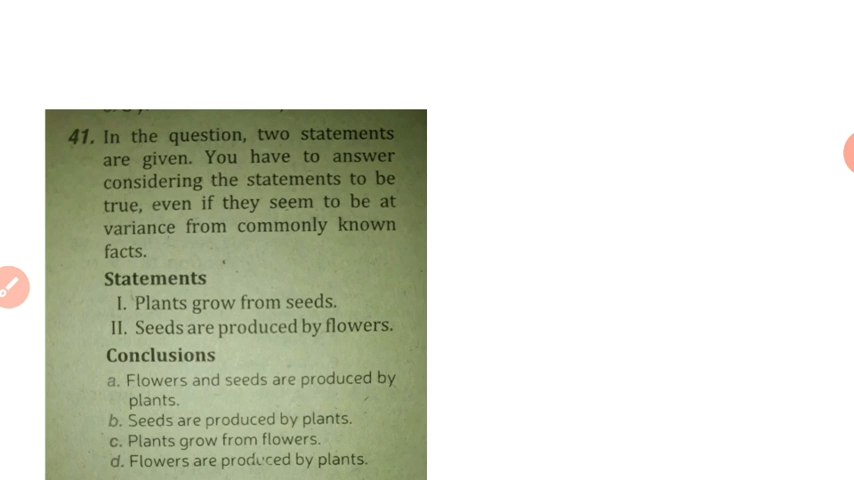 41. In the question, two statements
are given. You have to answer
considering the statements to be
true, even if they seem to be at
variance from commonly known
facts.
Statements
I. Plants grow from seeds.
II. Seeds are produced by flowers.
Conclusions
a. Flowers and seeds are produced by
plants.
b. Seeds are produced by plants.
c. Plants grow from flowers.
d. Flowers are produced by plants.